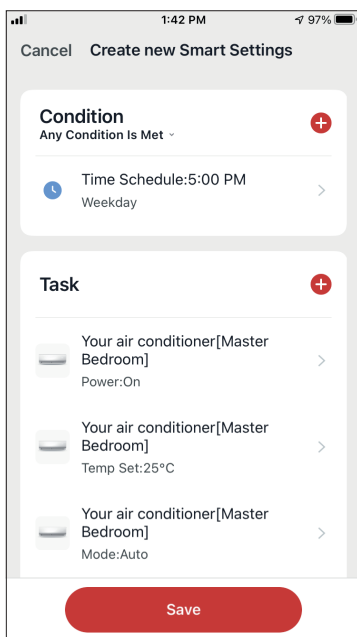 1:42 PM
97%
Cancel Create new Smart Settings
Condition
Any Condition Is Met
Time Schedule:5:00 PM
Weekday
Task
Your air conditioner[Master
Bedroom]
Power:On
Your air conditioner[Master
Bedroom]
Temp Set:25°C
Your air conditioner[Master
Bedroom]
Mode:Auto
Save